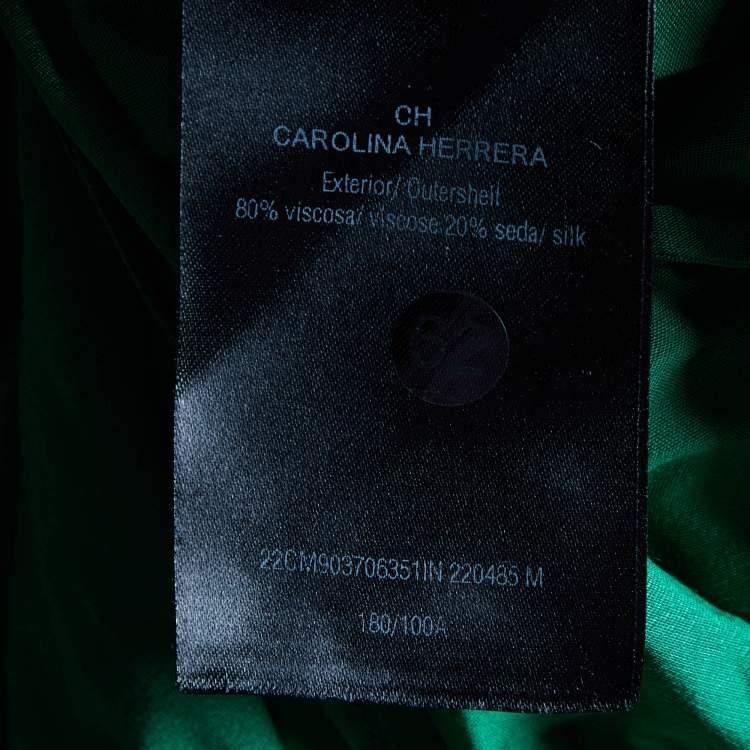 CH
CAROLINA HERRERA
Exterior/ Outershell
80% viscosa/ viscose 20% seda/ silk
22CM903706351IN 220485 M
180/100A